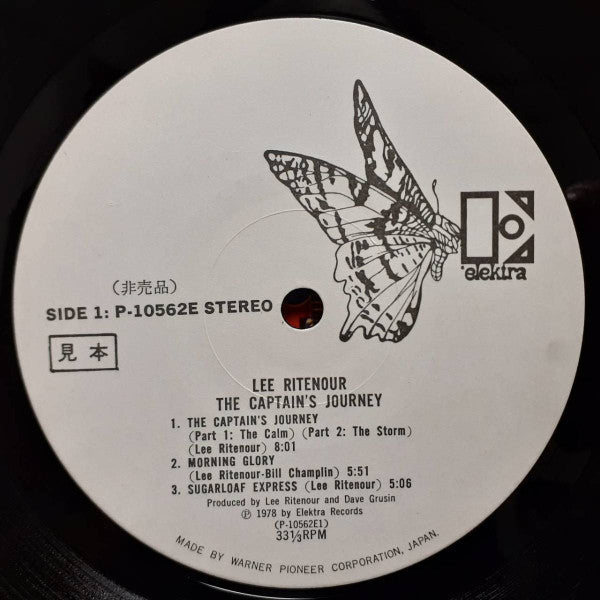 elektra
(非売品)
SIDE 1: P-10562E STEREO
見本
LEE RITENOUR
THE CAPTAIN'S JOURNEY
1. THE CAPTAIN'S JOURNEY
(Part 1: The Calm) (Part 2: The Storm)
(Lee Ritenour) 8:01
2. MORNING GLORY
(Lee Ritenour-Bill Champlin) 5:51
3. SUGARLOAF EXPRESS (Lee Ritenour) 5:06
Produced by Lee Ritenour and Dave Grusin
Ⓟ 1978 by Elektra Records
(P-10562E1)
33⅓RPM
MADE BY WARNER PIONEER CORPORATION, JAPAN.